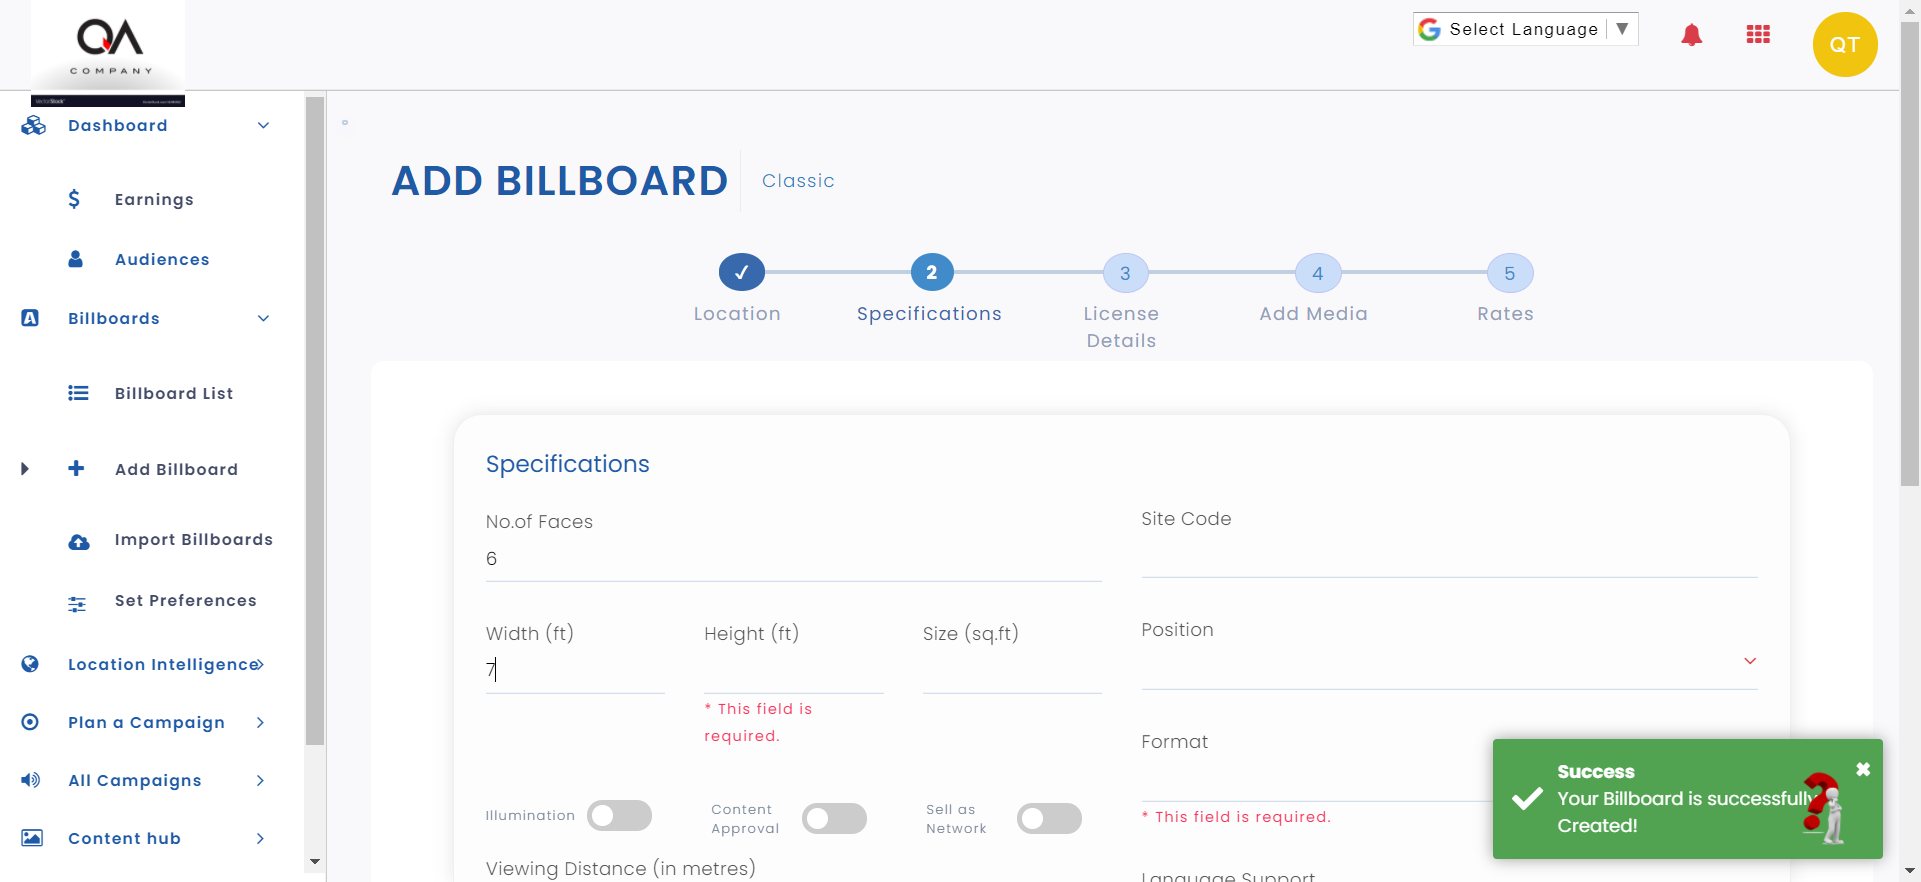 QA
COMPANY
Select Language ▼
QT
Dashboard
Earnings
Audiences
Billboards
Billboard List
Add Billboard
Import Billboards
Set Preferences
Location Intelligence
Plan a Campaign
All Campaigns
Content hub
ADD BILLBOARD
Classic
2
3
4
5
Location
Specifications
License
Details
Add Media
Rates
Specifications
No.of Faces
6
Site Code
Width (ft)
7
Height (ft)
* This field is
required.
Size (sq.ft)
Position
Format
* This field is required.
Illumination
Content
Approval
Sell as
Network
Viewing Distance (in metres)
Language Support
Success
Your Billboard is successfully
Created!